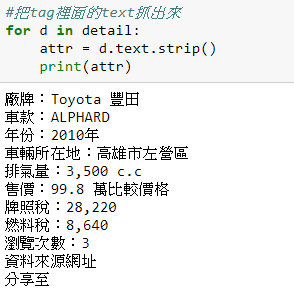 #把tag裡面的text抓出來
for d in detail:
    attr = d.text.strip()
    print(attr)
廠牌：Toyota 豐田
車款：ALPHARD
年份：2010年
車輛所在地：高雄市左營區
排氣量：3,500 c.c
售價：99.8 萬比較價格
牌照稅：28,220
燃料稅：8,640
瀏覽次數：3
資料來源網址
分享至